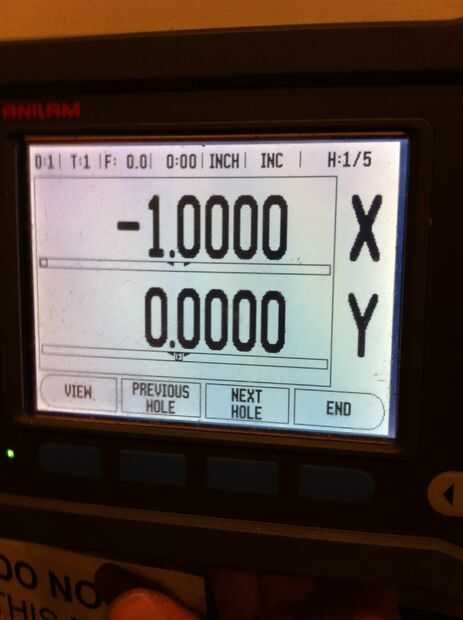 ANILAM
0:1| T:1 |F: 0.0| 0:00| INCH| INC | H:1/5
-1.0000 X
0.0000 Y
VIEW PREVIOUS HOLE NEXT HOLE END
DO NO
THIS